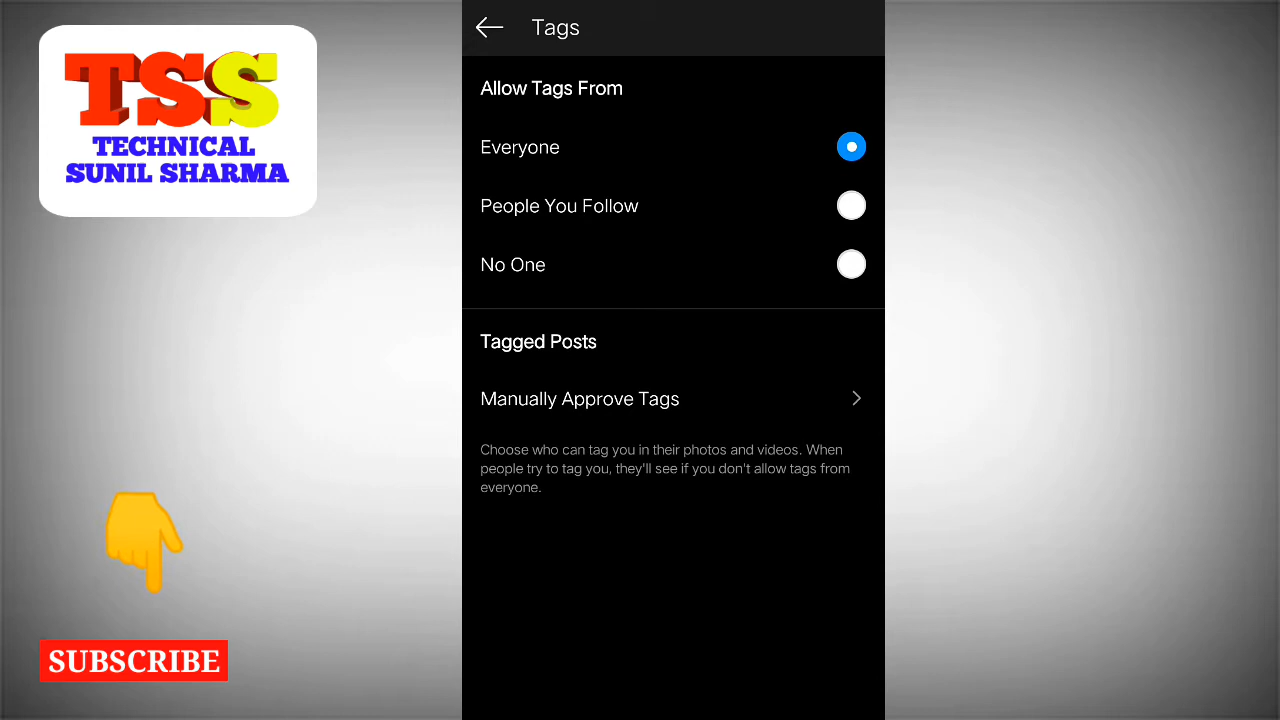 TSS
TECHNICAL
SUNIL SHARMA
SUBSCRIBE
Tags
Allow Tags From
Everyone
People You Follow
No One
Tagged Posts
Manually Approve Tags
Choose who can tag you in their photos and videos. When
people try to tag you, they'll see if you don't allow tags from
everyone.